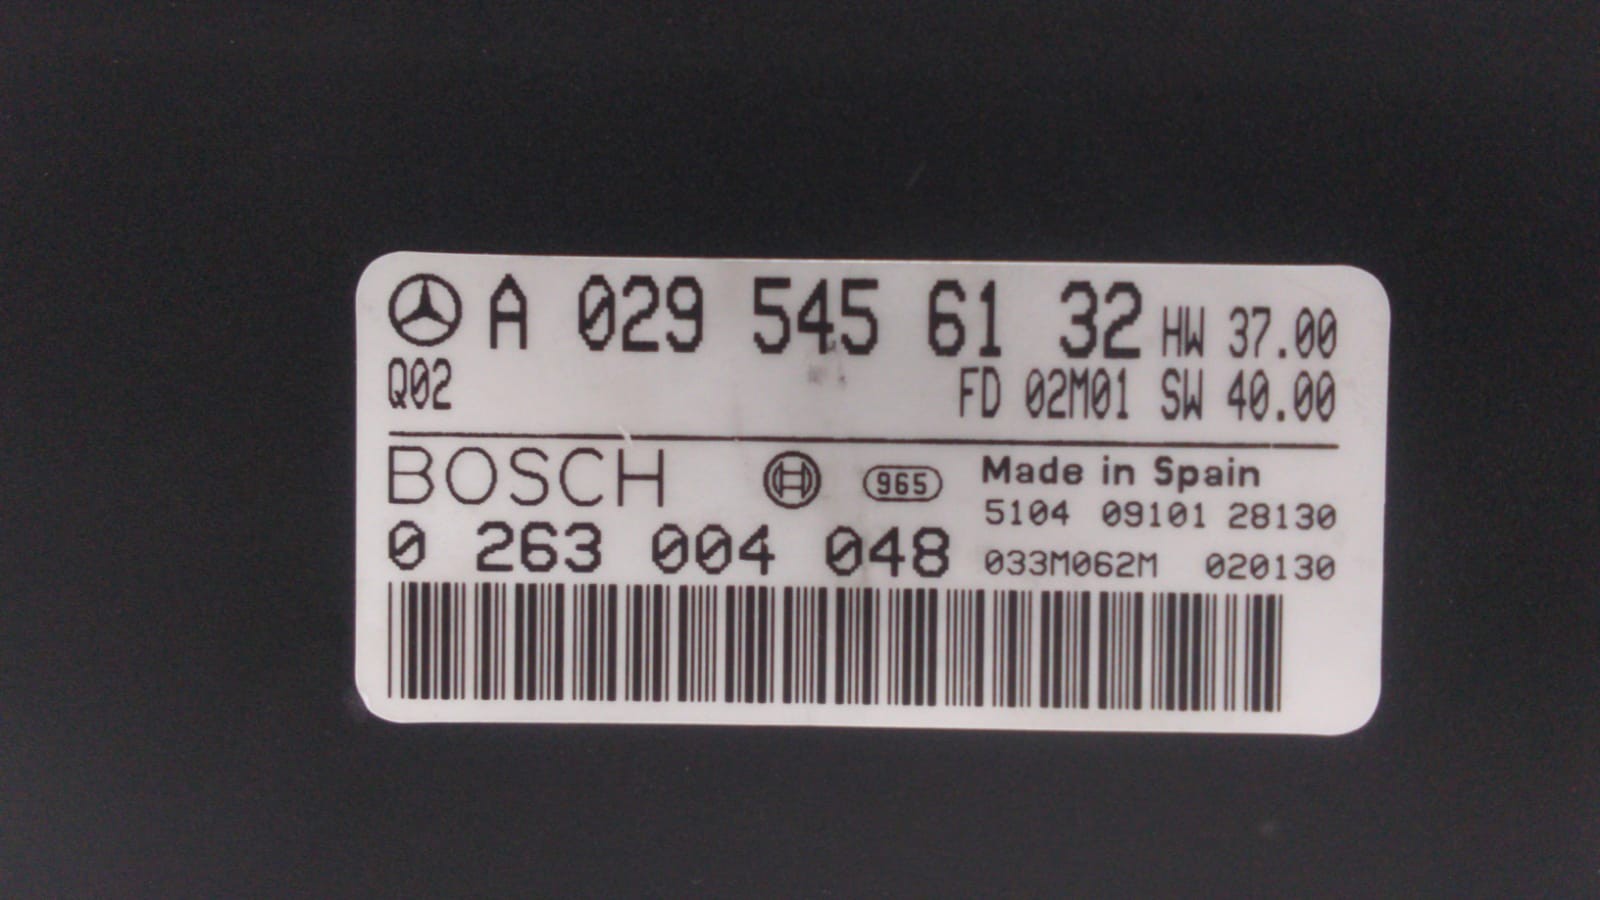 A 029 545 61 32 HW 37.00
Q02 FD 02M01 SW 40.00
BOSCH 965 Made in Spain
5104 09101 28130
0 263 004 048 033M062M 020130